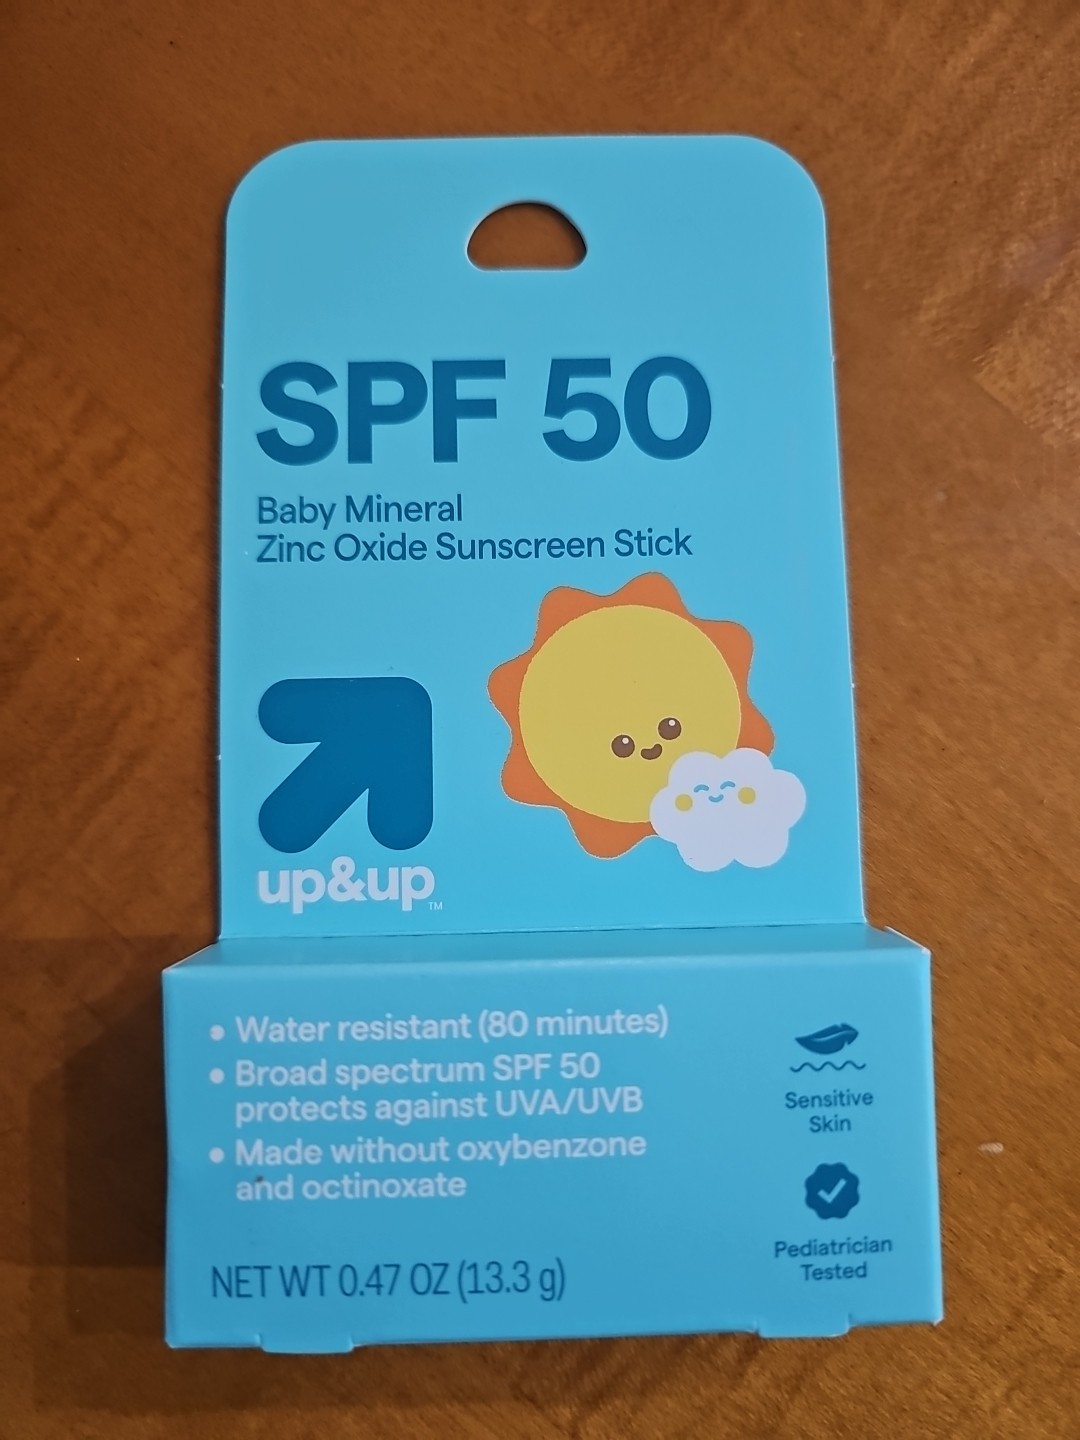 SPF 50
Baby Mineral
Zinc Oxide Sunscreen Stick
up&up™
• Water resistant (80 minutes)
• Broad spectrum SPF 50
protects against UVA/UVB
• Made without oxybenzone
and octinoxate
NET WT 0.47 OZ (13.3 g)
Sensitive
Skin
Pediatrician
Tested